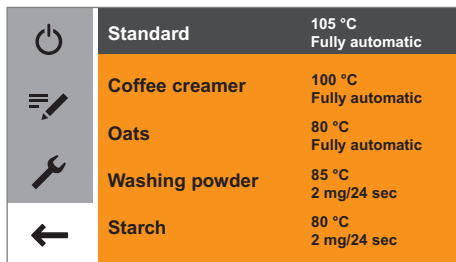 Standard
105 °C
Fully automatic
Coffee creamer
100 °C
Fully automatic
Oats
80 °C
Fully automatic
Washing powder
85 °C
2 mg/24 sec
Starch
80 °C
2 mg/24 sec